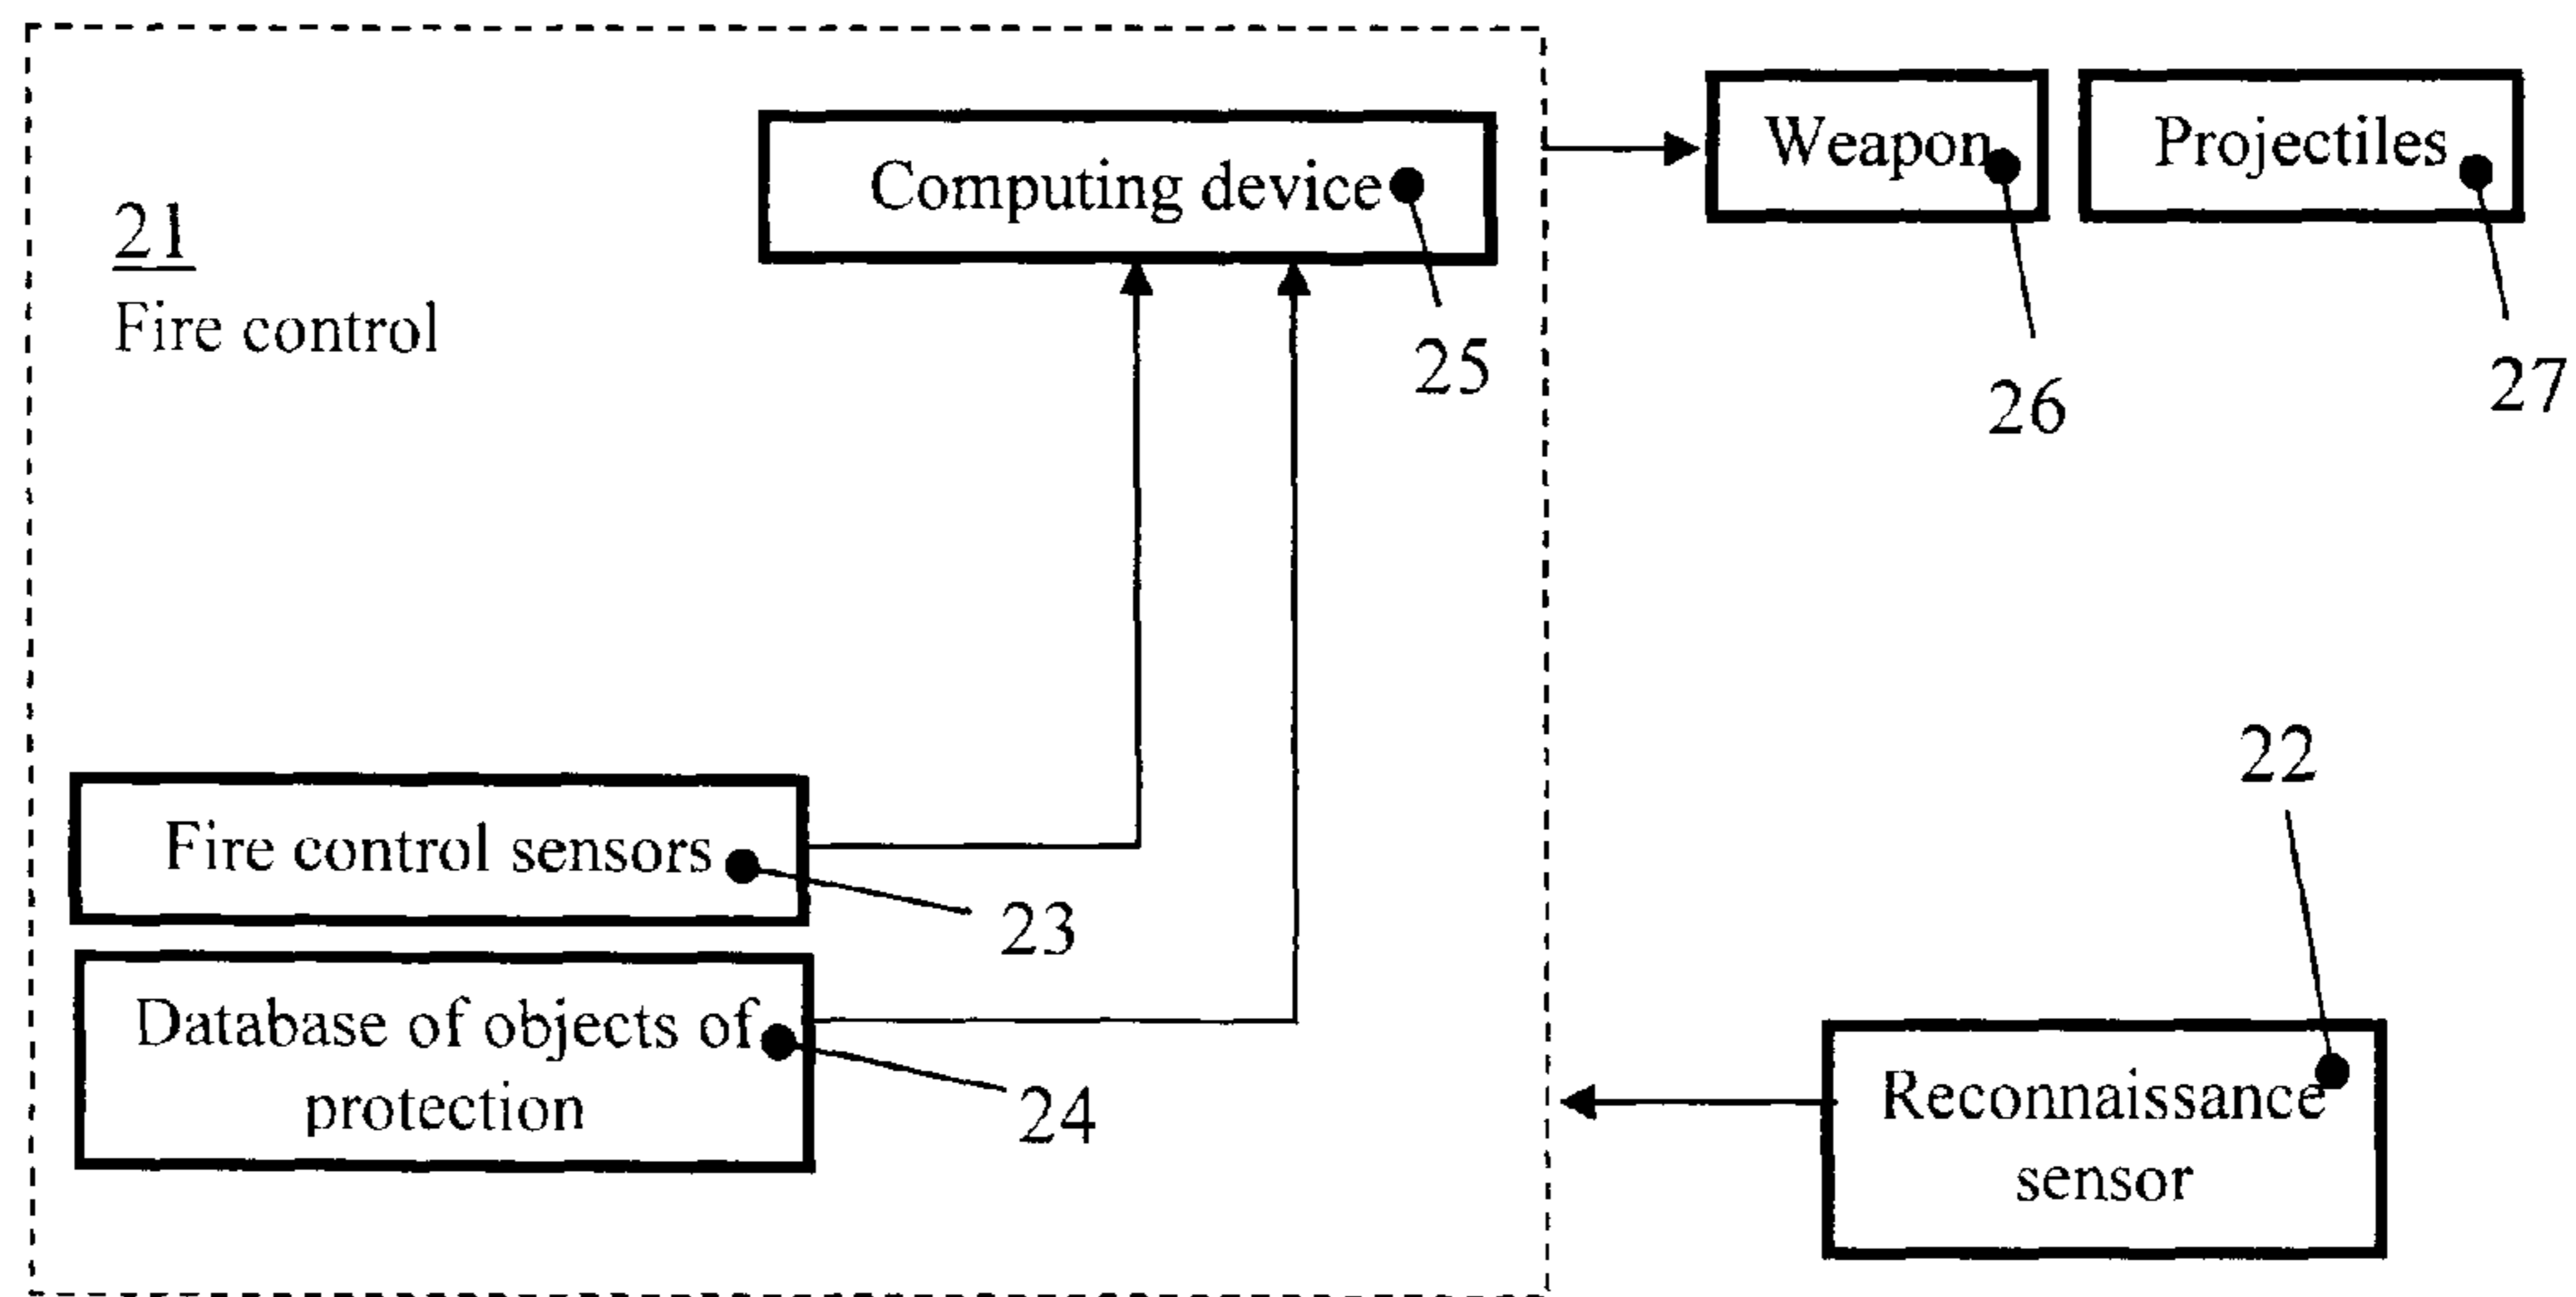 Weapon
Projectiles
Computing device
21
Fire control
25
26
27
22
Fire control sensors
23
Database of objects of
protection
24
Reconnaissance
sensor